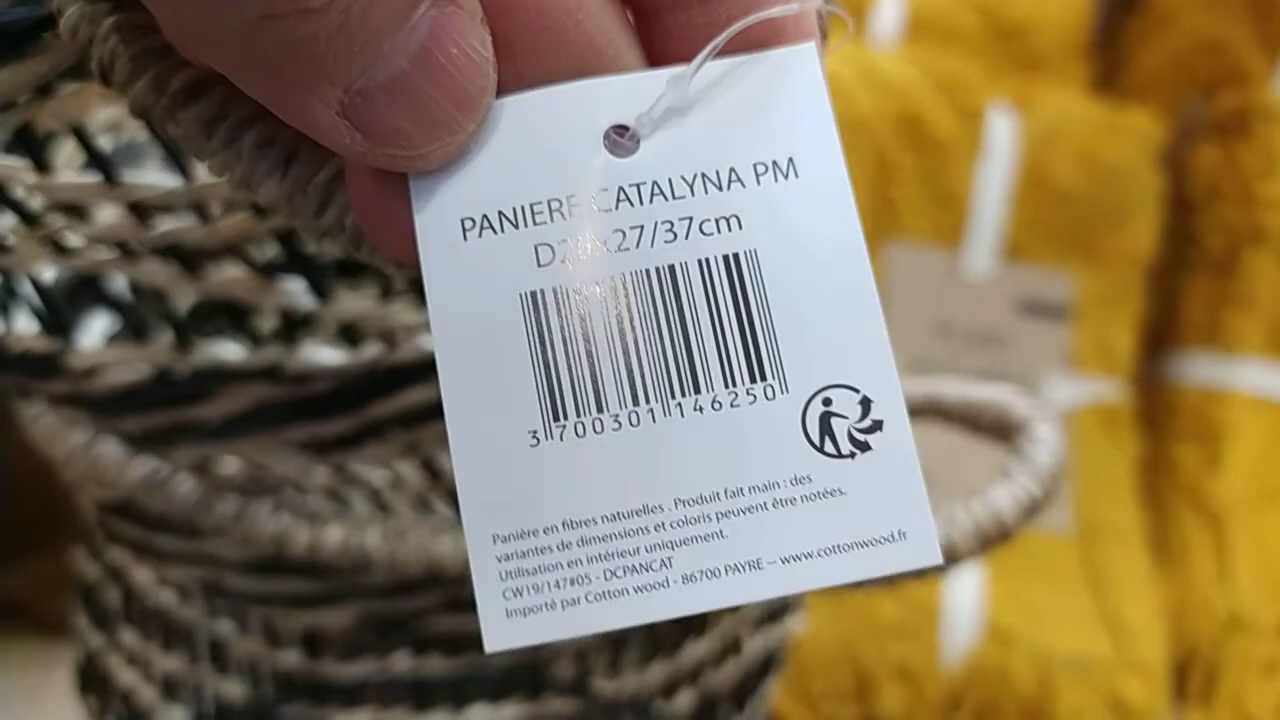 PANIERE CATALYNA PM
27/37cm
3 700301 146250
Panière en fibres naturelles . Produit fait main : des
variantes de dimensions et coloris peuvent être notées.
Utilisation en intérieur uniquement.
CW19/147#05 - DCPANCAT
Importé par Cotton wood - 86700 PAYRE – www.cottonwood.fr